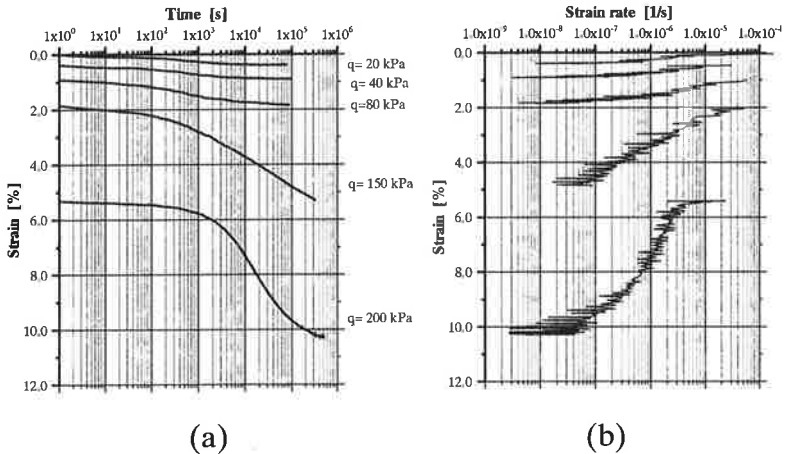 Time [s]
1x10⁰ 1x10¹ 1x10² 1x10³ 1x10⁴ 1x10⁵ 1x10⁶
0.0
2.0
4.0
6.0
8.0
10.0
12.0
Strain [%]
q= 20 kPa
q= 40 kPa
q=80 kPa
q= 150 kPa
q= 200 kPa
(a)
Strain rate [1/s]
1.0x10⁻⁹ 1.0x10⁻⁸ 1.0x10⁻⁷ 1.0x10⁻⁶ 1.0x10⁻⁵ 1.0x10⁻⁴
0.0
2.0
4.0
6.0
8.0
10.0
12.0
Strain [%]
(b)